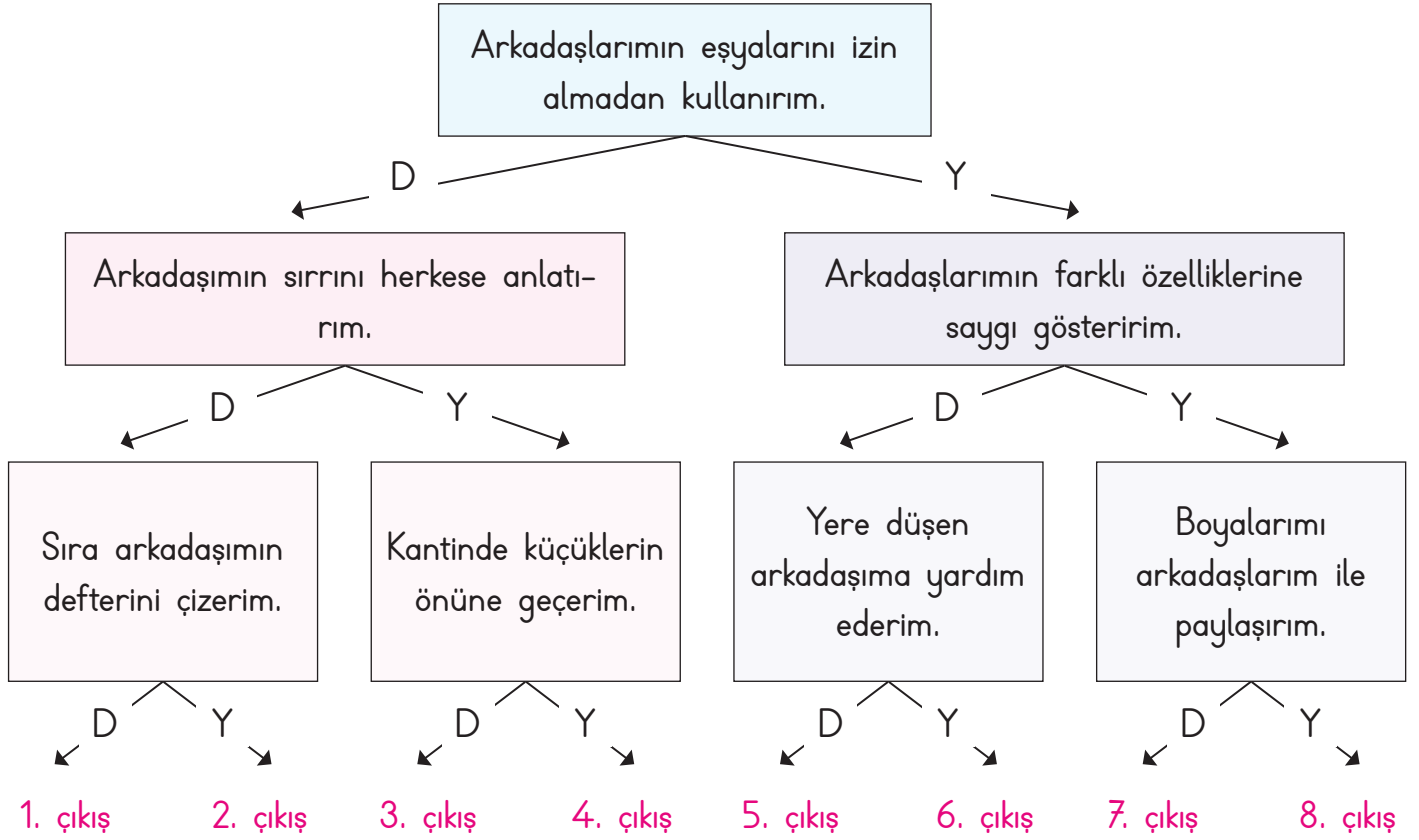 Arkadaşlarımın eşyalarını izin
almadan kullanırım.
D
Y
Arkadaşımın sırrını herkese anlatı-
rım.
Arkadaşlarımın farklı özelliklerine
saygı gösteririm.
D
Y
D
Y
Sıra arkadaşımın
defterini çizerim.
Kantinde küçüklerin
önüne geçerim.
Yere düşen
arkadaşıma yardım
ederim.
Boyalarımı
arkadaşlarım ile
paylaşırım.
D
Y
D
Y
D
Y
D
Y
1. çıkış
2. çıkış
3. çıkış
4. çıkış
5. çıkış
6. çıkış
7. çıkış
8. çıkış